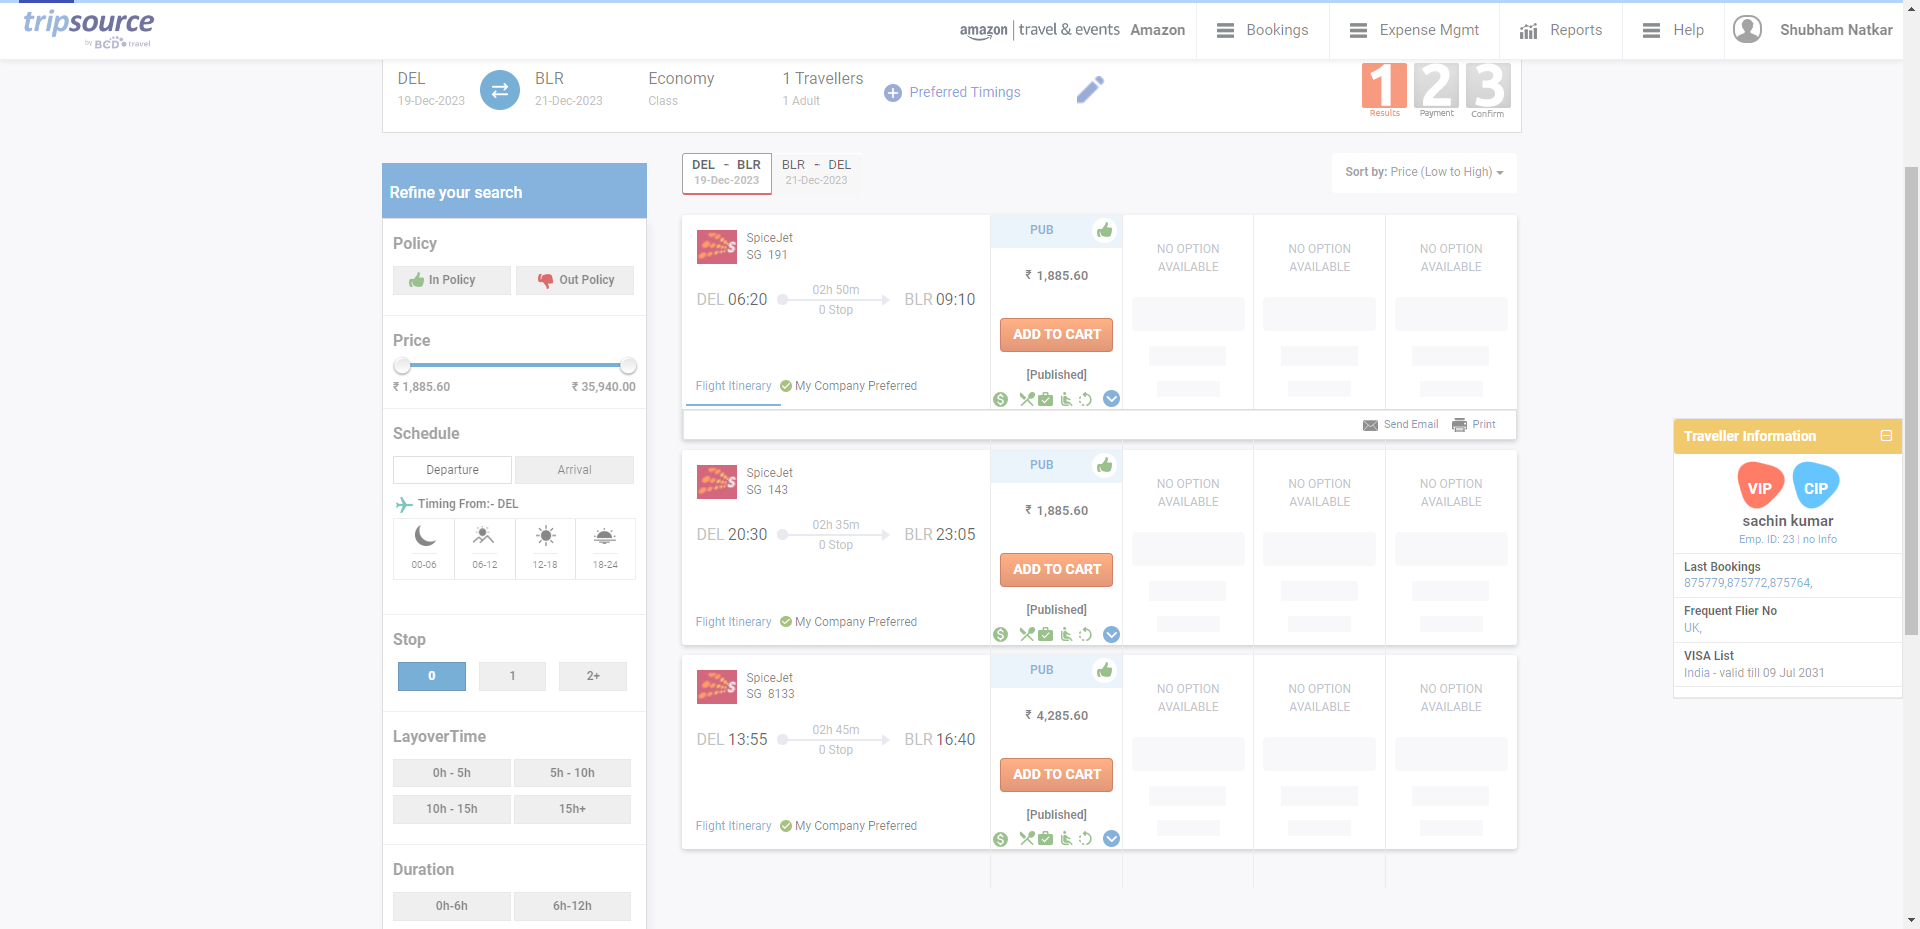 tripsource
by BCD travel
amazon | travel & events Amazon
Bookings
Expense Mgmt
Reports
Help
Shubham Natkar
DEL
19-Dec-2023
BLR
21-Dec-2023
Economy
Class
1 Travellers
1 Adult
Preferred Timings
1 2 3
Results Payment Confirm
DEL - BLR
19-Dec-2023
BLR - DEL
21-Dec-2023
Sort by: Price (Low to High)
Refine your search
Policy
In Policy
Out Policy
Price
₹ 1,885.60
₹ 35,940.00
Schedule
Departure
Arrival
Timing From:- DEL
00-06
06-12
12-18
18-24
Stop
0
1
2+
LayoverTime
0h - 5h
5h - 10h
10h - 15h
15h+
Duration
0h-6h
6h-12h
SpiceJet
SG 191
DEL 06:20
02h 50m
0 Stop
BLR 09:10
Flight Itinerary
My Company Preferred
PUB
₹ 1,885.60
ADD TO CART
[Published]
NO OPTION
AVAILABLE
NO OPTION
AVAILABLE
NO OPTION
AVAILABLE
Send Email
Print
SpiceJet
SG 143
DEL 20:30
02h 35m
0 Stop
BLR 23:05
Flight Itinerary
My Company Preferred
PUB
₹ 1,885.60
ADD TO CART
[Published]
NO OPTION
AVAILABLE
NO OPTION
AVAILABLE
NO OPTION
AVAILABLE
SpiceJet
SG 8133
DEL 13:55
02h 45m
0 Stop
BLR 16:40
Flight Itinerary
My Company Preferred
PUB
₹ 4,285.60
ADD TO CART
[Published]
NO OPTION
AVAILABLE
NO OPTION
AVAILABLE
NO OPTION
AVAILABLE
Traveller Information
VIP
CIP
sachin kumar
Emp. ID: 23 | no info
Last Bookings
875779,875772,875764,
Frequent Flier No
UK,
VISA List
India - valid till 09 Jul 2031